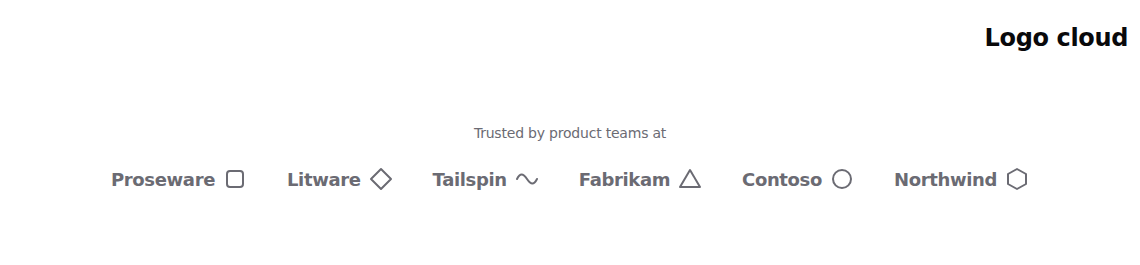 Logo cloud
Trusted by product teams at
Proseware Litware Tailspin Fabrikam Contoso Northwind